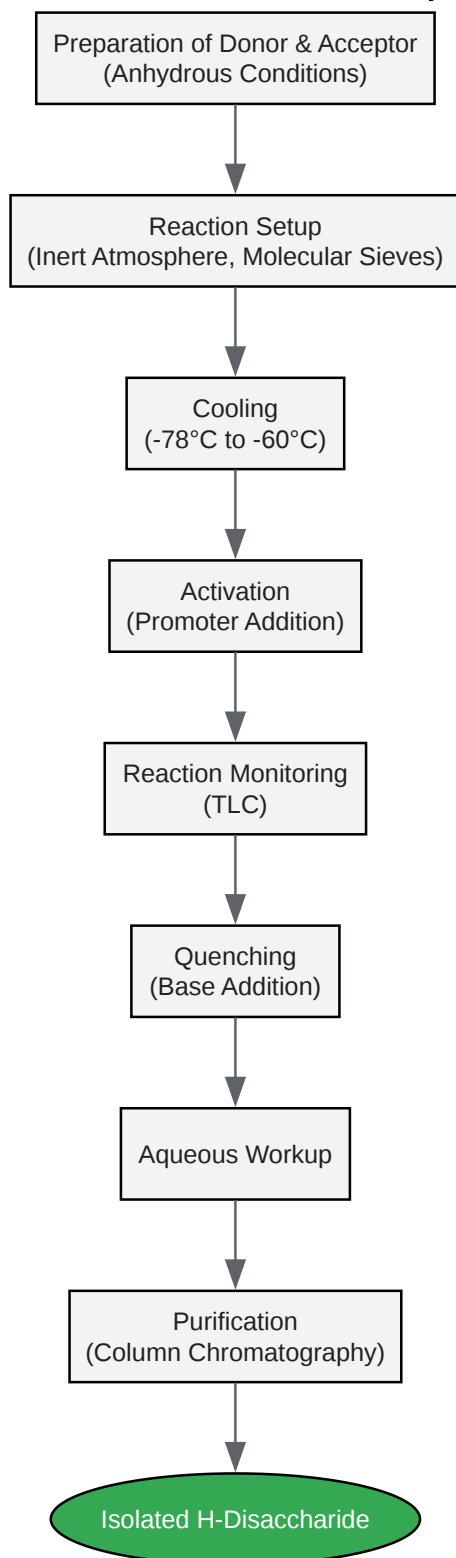 Preparation of Donor & Acceptor
(Anhydrous Conditions)
Reaction Setup
(Inert Atmosphere, Molecular Sieves)
Cooling
(-78°C to -60°C)
Activation
(Promoter Addition)
Reaction Monitoring
(TLC)
Quenching
(Base Addition)
Aqueous Workup
Purification
(Column Chromatography)
Isolated H-Disaccharide